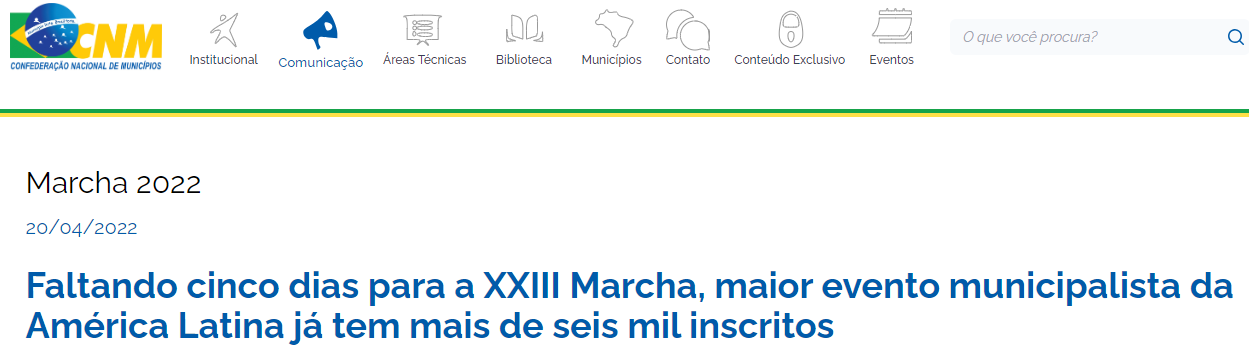 CNM
CONFEDERAÇÃO NACIONAL DE MUNICÍPIOS
Institucional
Comunicação
Áreas Técnicas
Biblioteca
Municípios
Contato
Conteúdo Exclusivo
Eventos
O que você procura?
Marcha 2022
20/04/2022
Faltando cinco dias para a XXIII Marcha, maior evento municipalista da
América Latina já tem mais de seis mil inscritos